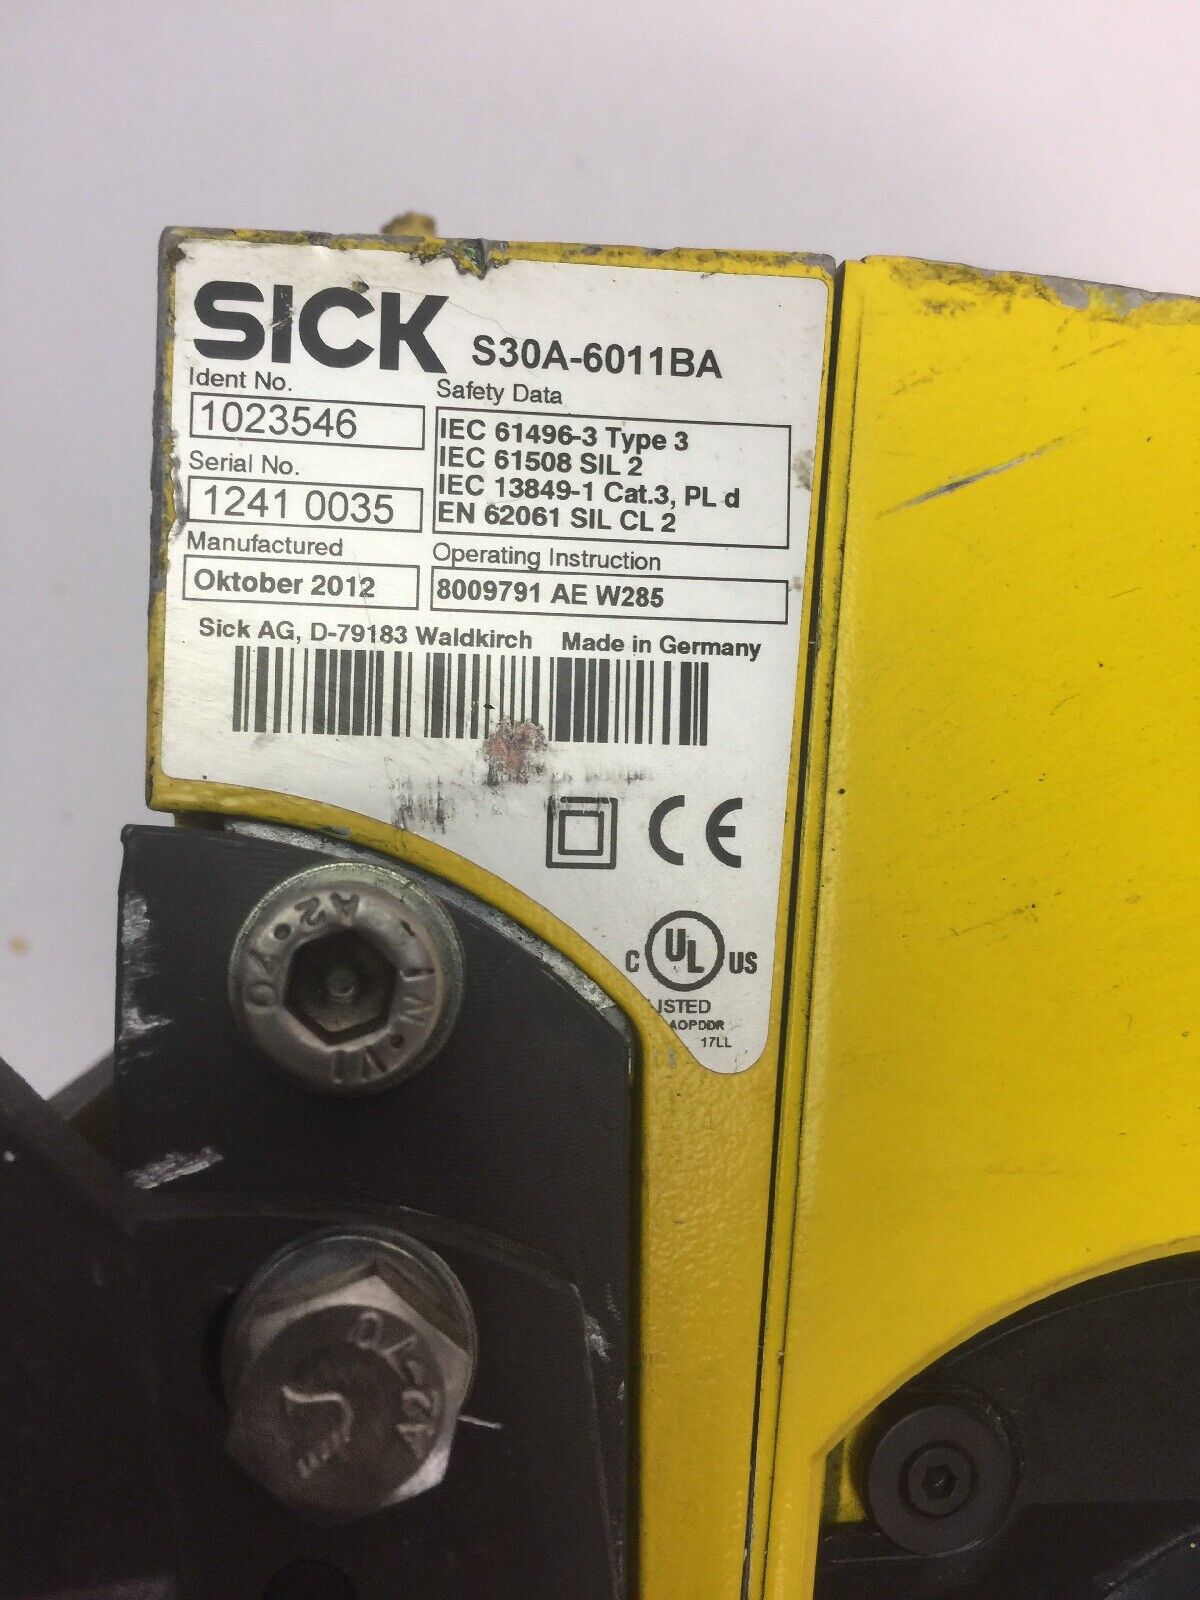 SICK S30A-6011BA
Ident No.
1023546
Safety Data
IEC 61496-3 Type 3
IEC 61508 SIL 2
IEC 13849-1 Cat.3, PL d
EN 62061 SIL CL 2
Serial No.
1241 0035
Manufactured
Oktober 2012
Operating Instruction
8009791 AE W285
Sick AG, D-79183 Waldkirch Made in Germany
CE
C UL US
LISTED
AOPDDR
17LL
A2-70
A2-70